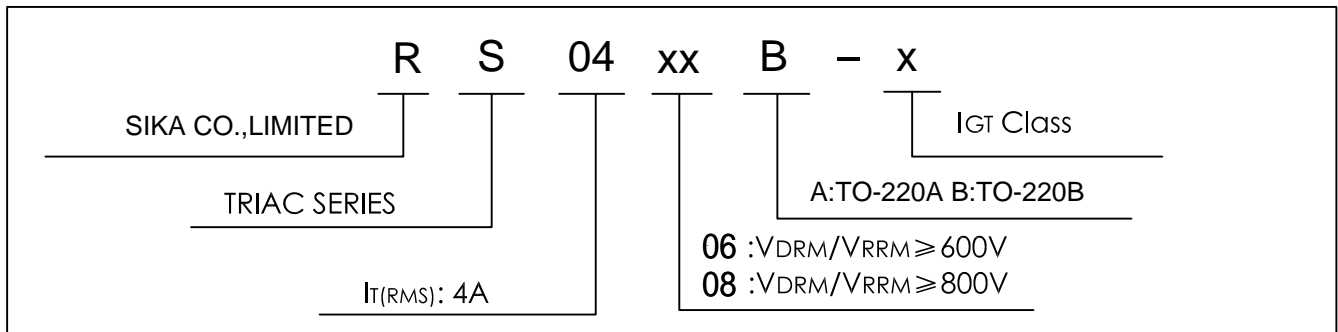 R S 04 xx B – x
SIKA CO.,LIMITED
IGT Class
TRIAC SERIES
A:TO-220A B:TO-220B
06 :VDRM/VRRM≥600V
08 :VDRM/VRRM≥800V
IT(RMS): 4A